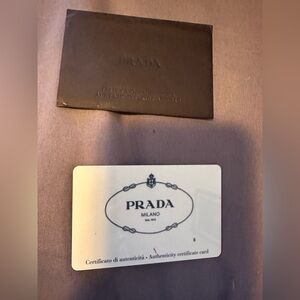 PRADA
PRADA
MILANO
DAL 1913
Certificato di autenticità • Authenticity certificate card